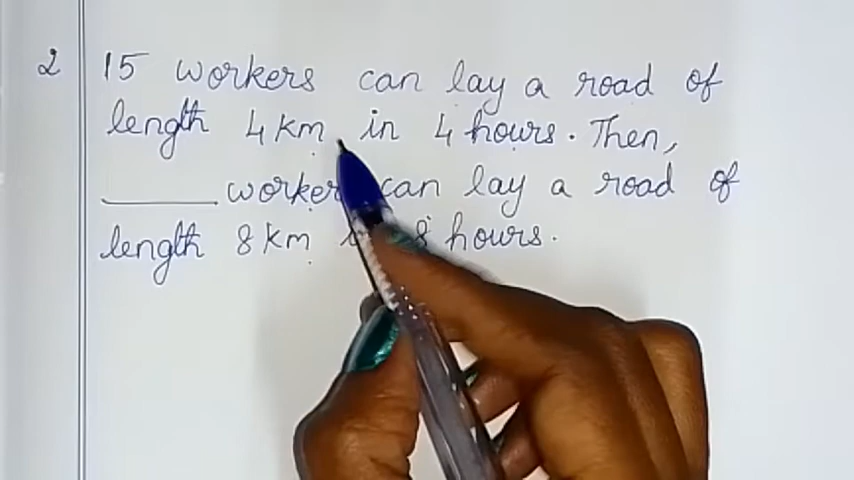 2 15 workers can lay a road of
length 4 km in 4 hours. Then,
______ worker can lay a road of
length 8 km 8 hours.